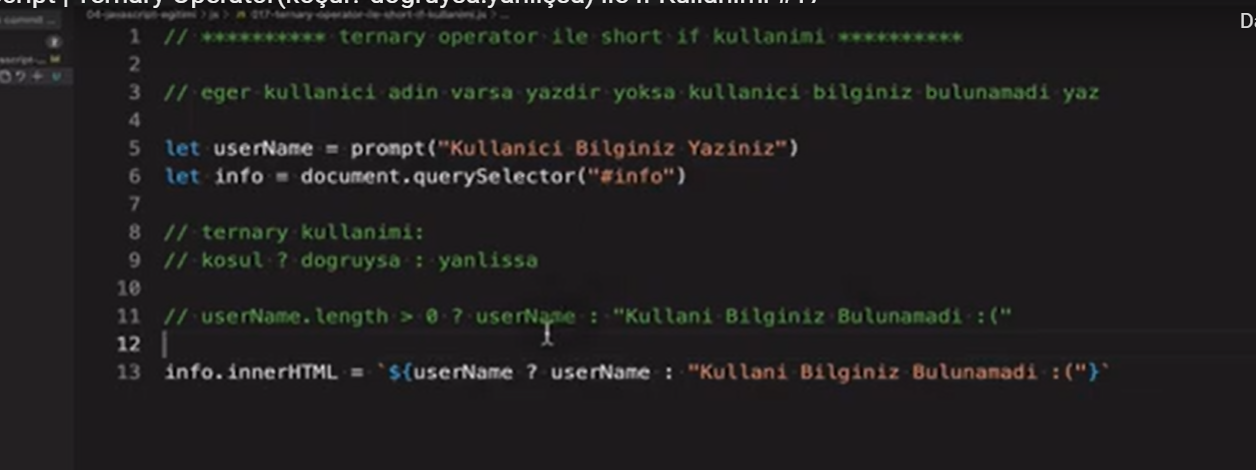 cript | Ternary Operator(koşul? doğruysa:yanlışsa) ile If Kullanımı #17
commit ...
04-javascript-egitimi > js > 017-ternary-operator-ile-short-if-kullanimi.js > ...
Da
1 // ********** ternary operator ile short if kullanimi **********
2
3 // eger kullanici adin varsa yazdir yoksa kullanici bilginiz bulunamadi yaz
4
5 let userName = prompt("Kullanici Bilginiz Yaziniz")
6 let info = document.querySelector("#info")
7
8 // ternary kullanimi:
9 // kosul ? dogruysa : yanlissa
10
11 // userName.length > 0 ? userName : "Kullani Bilginiz Bulunamadi :("
12
13 info.innerHTML = `${userName ? userName : "Kullani Bilginiz Bulunamadi :("}`